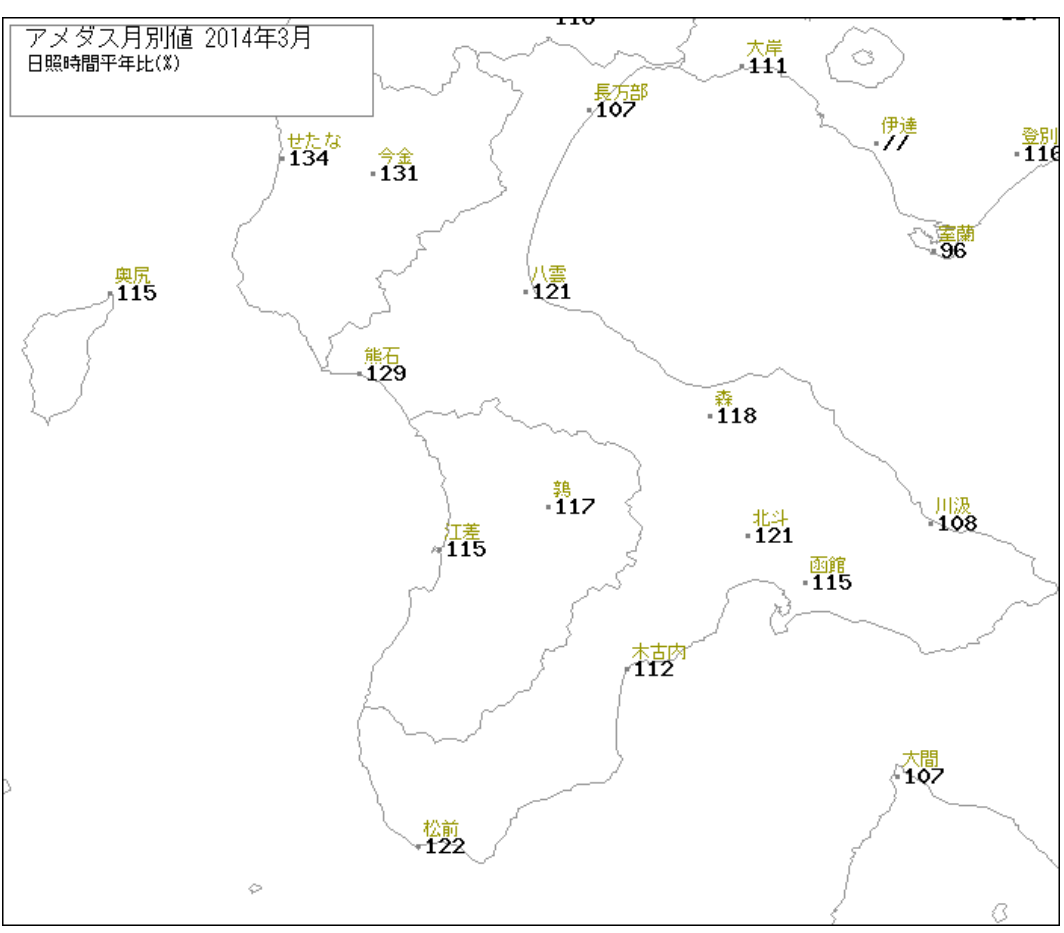 アメダス月別値 2014年3月
日照時間平年比(%)
大岸
111
長万部
107
伊達
//
せたな
134
今金
131
登別
116
室蘭
96
奥尻
115
八雲
121
熊石
129
森
118
鶉
117
川汲
108
北斗
121
江差
115
函館
115
木古内
112
大間
107
松前
122